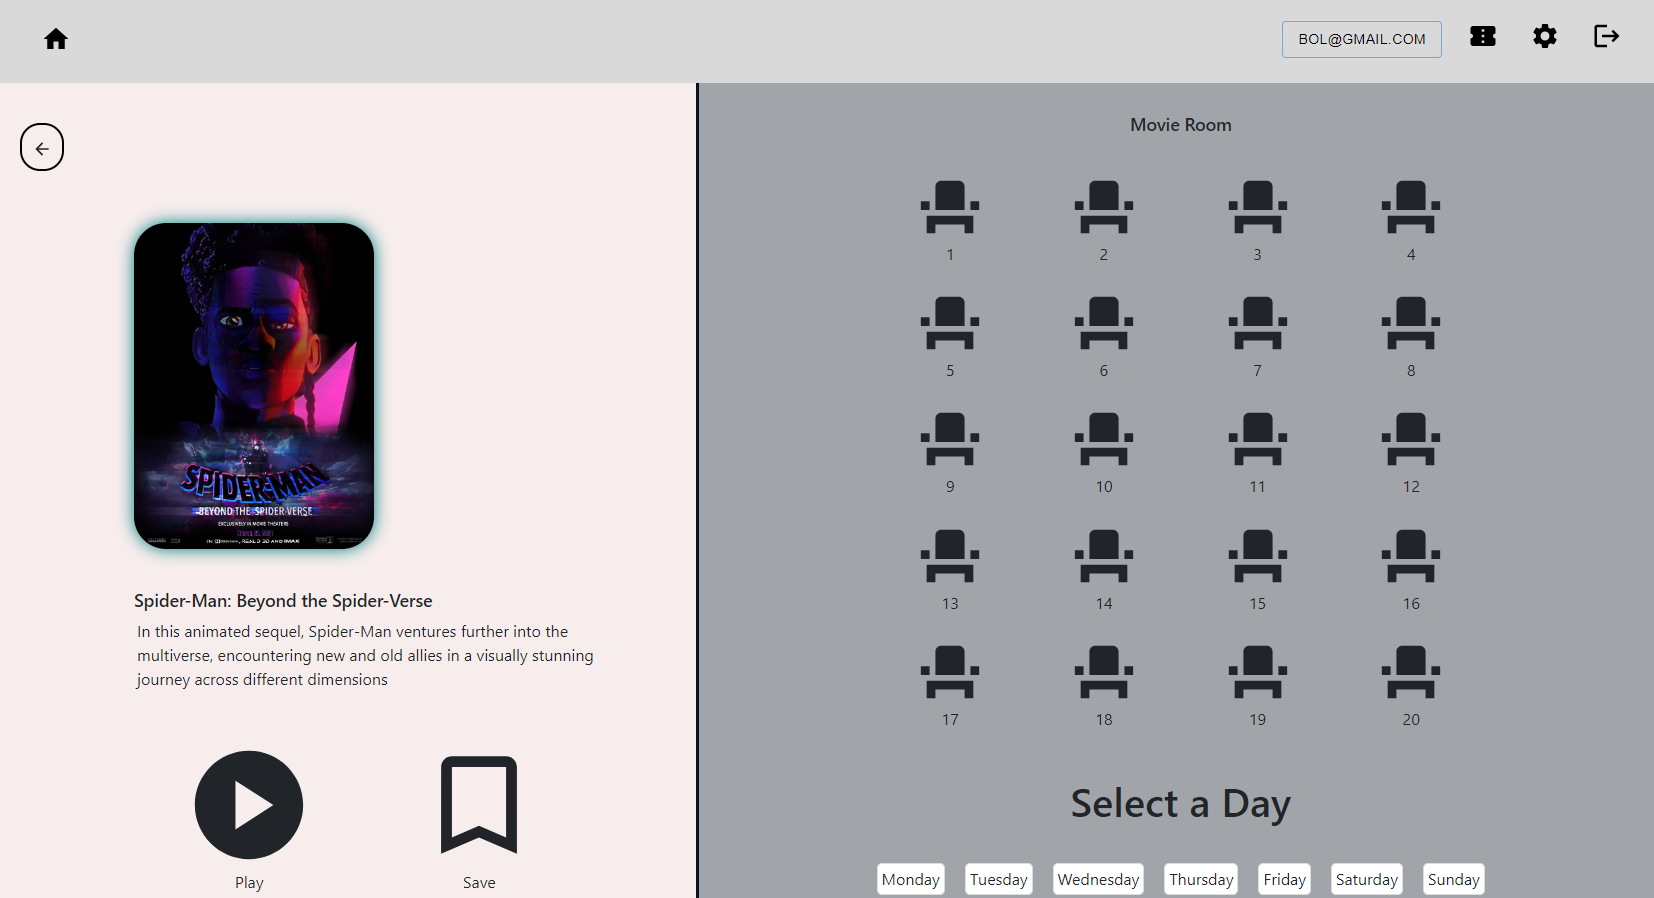 BOL@GMAIL.COM
SPIDER-MAN
BEYOND THE SPIDER-VERSE
EXCLUSIVELY IN MOVIE THEATERS
REALD 3D AND IMAX
Spider-Man: Beyond the Spider-Verse
In this animated sequel, Spider-Man ventures further into the
multiverse, encountering new and old allies in a visually stunning
journey across different dimensions
Play Save
Movie Room
1 2 3 4
5 6 7 8
9 10 11 12
13 14 15 16
17 18 19 20
Select a Day
Monday Tuesday Wednesday Thursday Friday Saturday Sunday